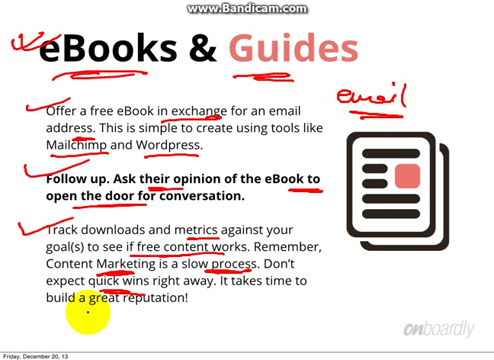 www.Bandicam.com
eBooks & Guides
email
Offer a free eBook in exchange for an email
address. This is simple to create using tools like
Mailchimp and Wordpress.
Follow up. Ask their opinion of the eBook to
open the door for conversation.
Track downloads and metrics against your
goal(s) to see if free content works. Remember,
Content Marketing is a slow process. Don't
expect quick wins right away. It takes time to
build a great reputation!
onboardly
Friday, December 20, 13